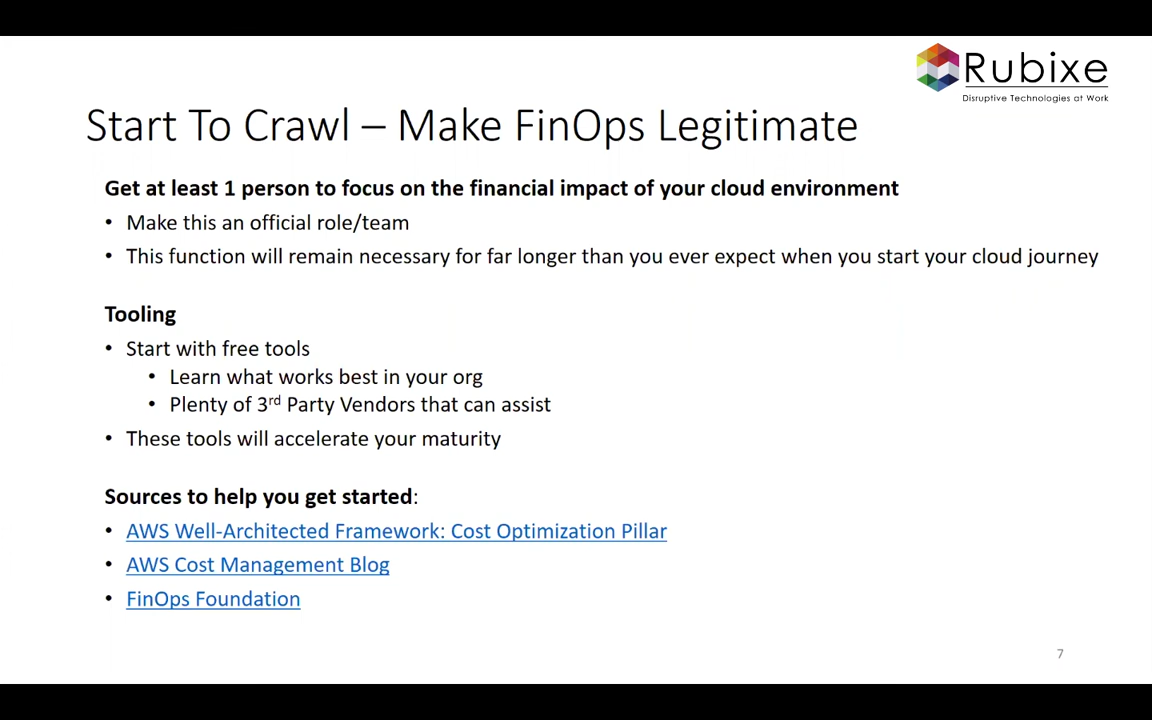 Rubixe
Disruptive Technologies at Work
Start To Crawl – Make FinOps Legitimate
Get at least 1 person to focus on the financial impact of your cloud environment
• Make this an official role/team
• This function will remain necessary for far longer than you ever expect when you start your cloud journey
Tooling
• Start with free tools
• Learn what works best in your org
• Plenty of 3rd Party Vendors that can assist
• These tools will accelerate your maturity
Sources to help you get started:
• AWS Well-Architected Framework: Cost Optimization Pillar
• AWS Cost Management Blog
• FinOps Foundation
7